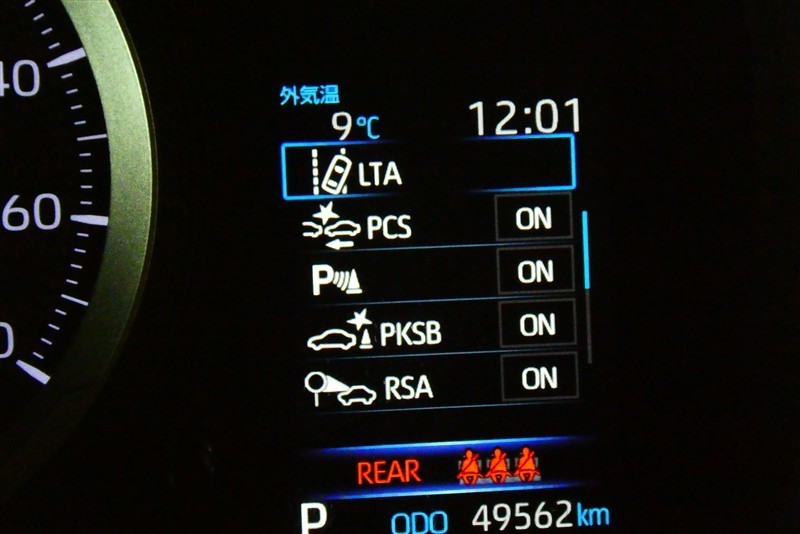 40
60
外気温
9℃ 12:01
LTA
PCS ON
P ON
PKSB ON
RSA ON
REAR
P ODO 49562km